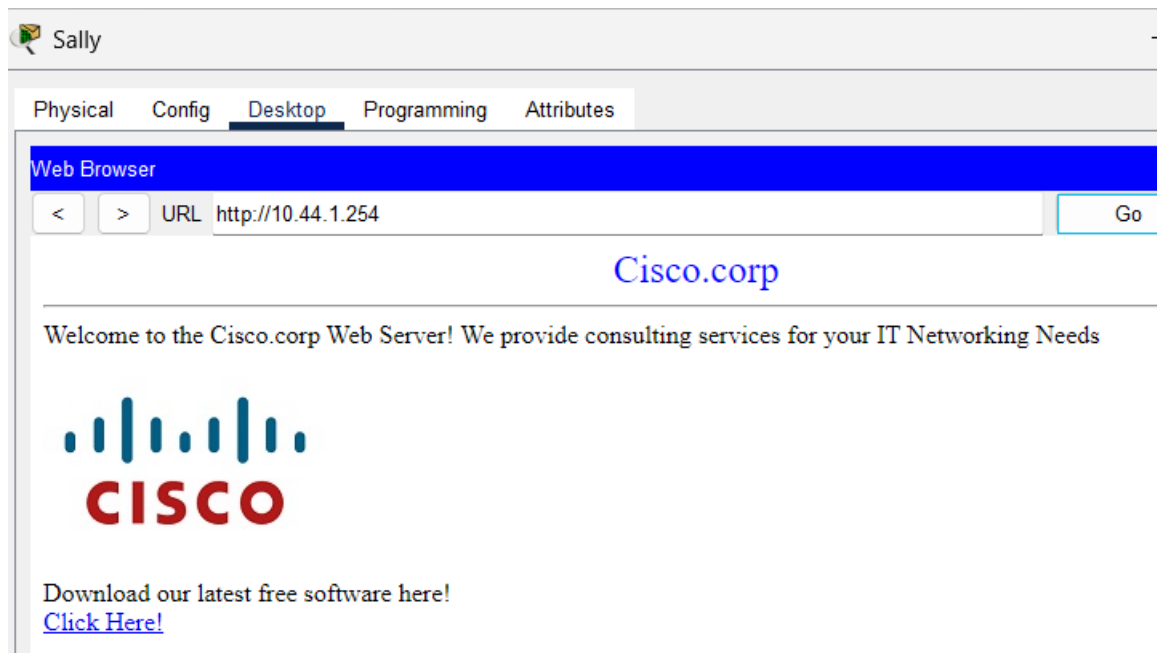 Sally
Physical Config Desktop Programming Attributes
Web Browser
< > URL http://10.44.1.254 Go
Cisco.corp
Welcome to the Cisco.corp Web Server! We provide consulting services for your IT Networking Needs
CISCO
Download our latest free software here!
Click Here!